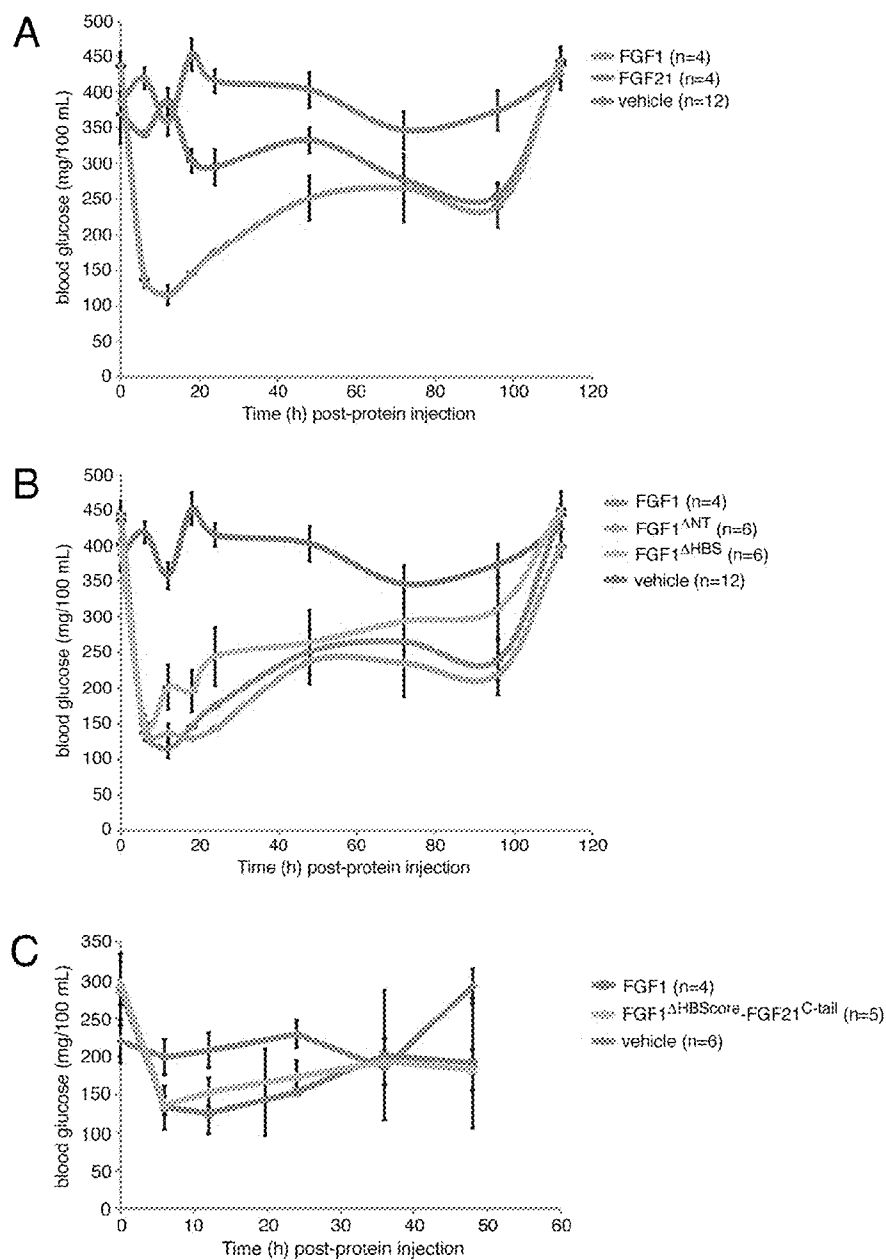 A
500
450
400
350
300
250
200
150
100
50
0
blood glucose (mg/100 mL)
0 20 40 60 80 100 120
Time (h) post-protein injection
FGF1 (n=4)
FGF21 (n=4)
vehicle (n=12)
B
500
450
400
350
300
250
200
150
100
50
0
blood glucose (mg/100 mL)
0 20 40 60 80 100 120
Time (h) post-protein injection
FGF1 (n=4)
FGF1ΔNT (n=6)
FGF1ΔHBS (n=6)
vehicle (n=12)
C
350
300
250
200
150
100
50
0
blood glucose (mg/100 mL)
0 10 20 30 40 50 60
Time (h) post-protein injection
FGF1 (n=4)
FGF1ΔHBScore-FGF21C-tail (n=5)
vehicle (n=6)